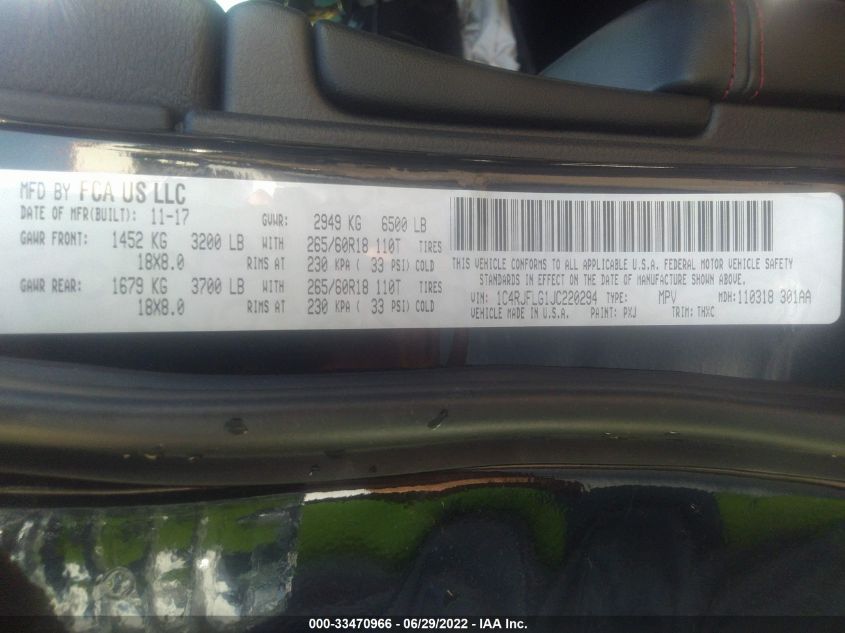 MFD BY FCA US LLC
DATE OF MFR(BUILT): 11-17 GVWR: 2949 KG 6500 LB
GAWR FRONT: 1452 KG 3200 LB WITH 265/60R18 110T TIRES
18X8.0 RIMS AT 230 KPA ( 33 PSI) COLD
GAWR REAR: 1679 KG 3700 LB WITH 265/60R18 110T TIRES
18X8.0 RIMS AT 230 KPA ( 33 PSI) COLD
THIS VEHICLE CONFORMS TO ALL APPLICABLE U.S.A. FEDERAL MOTOR VEHICLE SAFETY
STANDARDS IN EFFECT ON THE DATE OF MANUFACTURE SHOWN ABOVE.
VIN: 1C4RJFLG1JC220294 TYPE: MPV MDH: 110318 301AA
VEHICLE MADE IN U.S.A. PAINT: PXJ TRIM: THXC
000-33470966 - 06/29/2022 - IAA Inc.